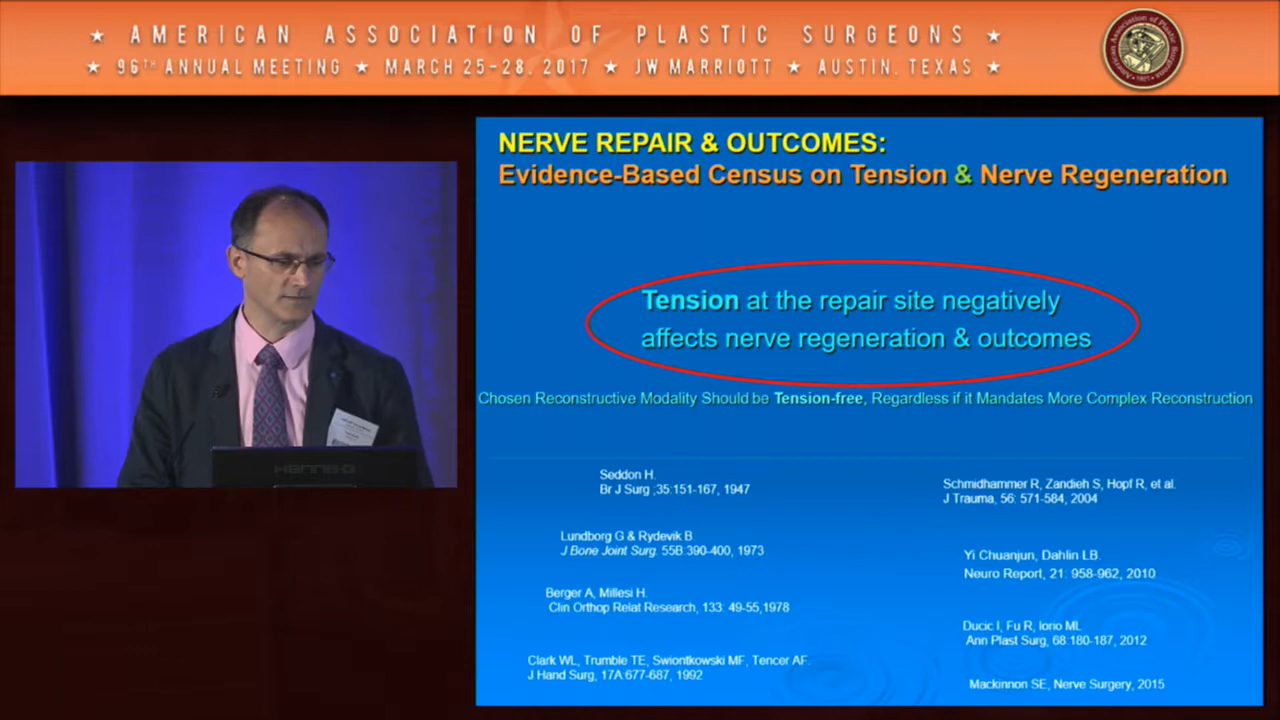 ★ AMERICAN ASSOCIATION OF PLASTIC SURGEONS ★
★ 96TH ANNUAL MEETING ★ MARCH 25-28, 2017 ★ JW MARRIOTT ★ AUSTIN, TEXAS ★
NERVE REPAIR & OUTCOMES:
Evidence-Based Census on Tension & Nerve Regeneration
Tension at the repair site negatively
affects nerve regeneration & outcomes
Chosen Reconstructive Modality Should be Tension-free, Regardless if it Mandates More Complex Reconstruction
Seddon H.
Br J Surg ;35:151-167, 1947
Lundborg G & Rydevik B.
J Bone Joint Surg. 55B:390-400, 1973
Berger A, Millesi H.
Clin Orthop Relat Research, 133: 49-55,1978
Clark WL, Trumble TE, Swiontkowski MF, Tencer AF.
J Hand Surg, 17A:677-687, 1992
Schmidhammer R, Zandieh S, Hopf R, et al.
J Trauma, 56: 571-584, 2004
Yi Chuanjun, Dahlin LB.
Neuro Report, 21: 958-962, 2010
Ducic I, Fu R, Iorio ML.
Ann Plast Surg, 68:180-187, 2012
Mackinnon SE, Nerve Surgery, 2015